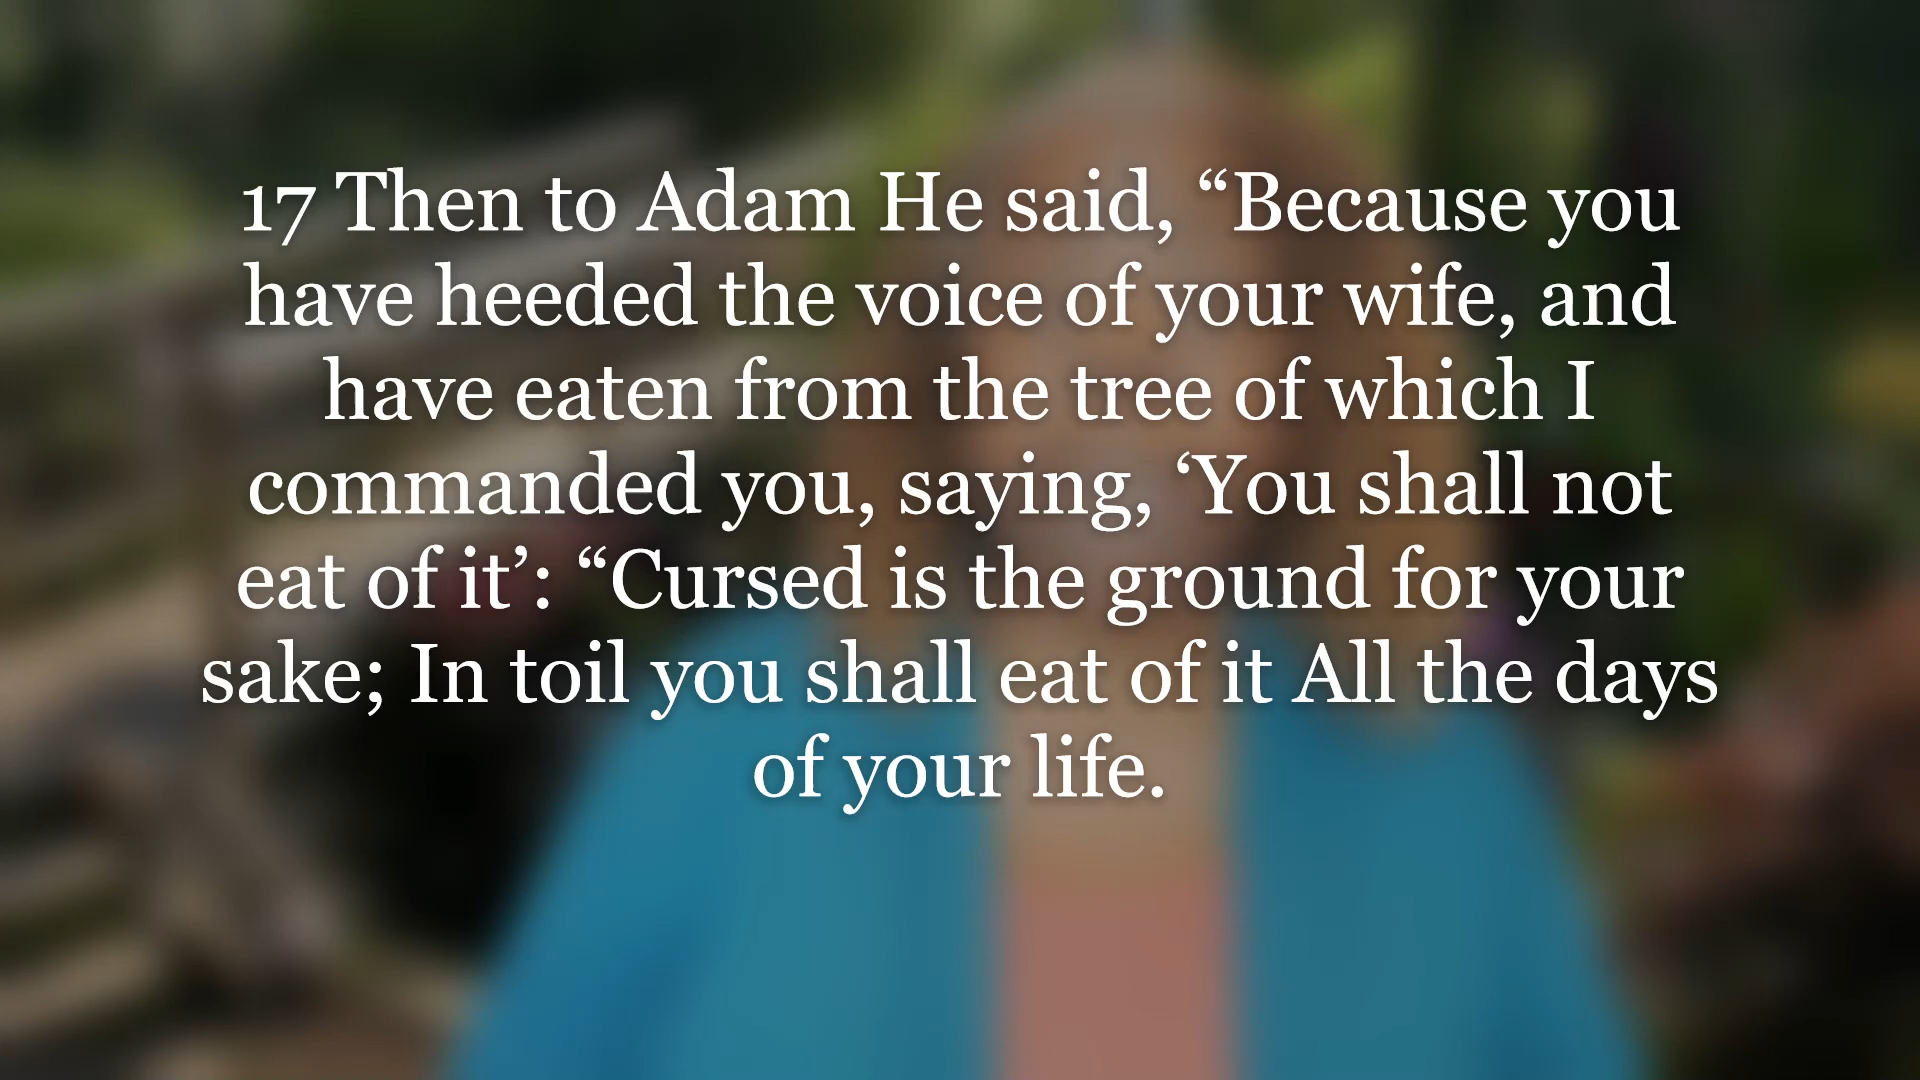 17 Then to Adam He said, “Because you
have heeded the voice of your wife, and
have eaten from the tree of which I
commanded you, saying, ‘You shall not
eat of it’: “Cursed is the ground for your
sake; In toil you shall eat of it All the days
of your life.